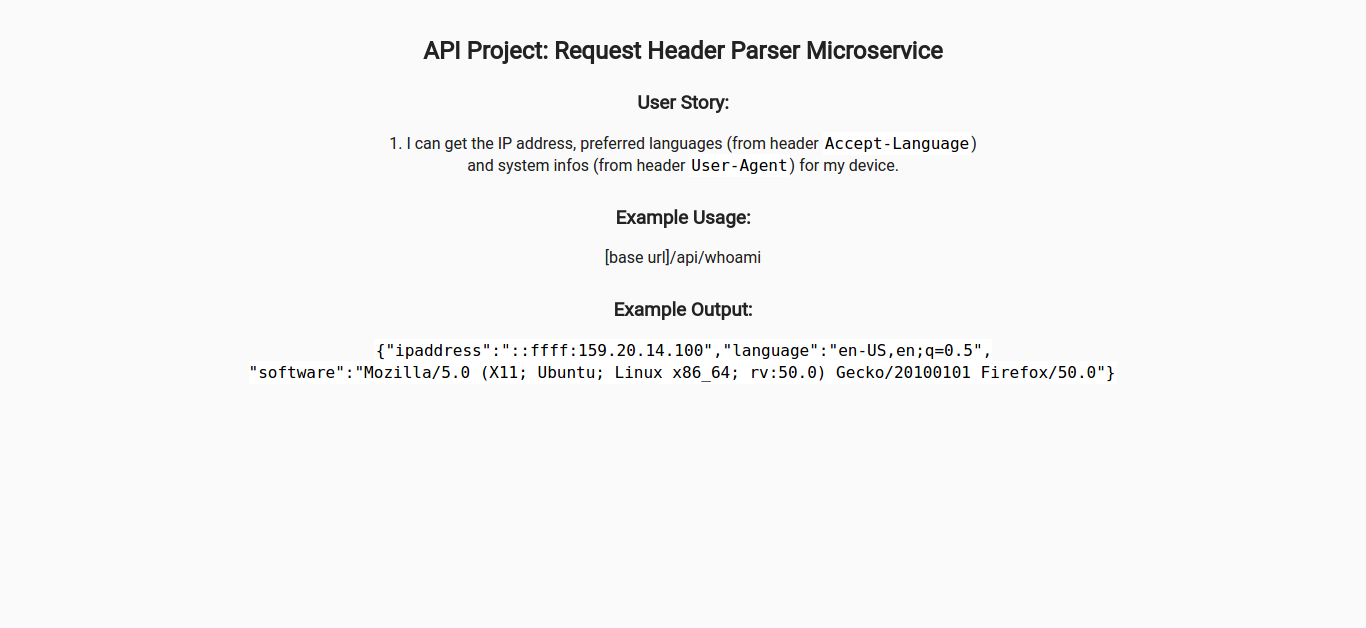 API Project: Request Header Parser Microservice
User Story:
1. I can get the IP address, preferred languages (from header Accept-Language)
and system infos (from header User-Agent) for my device.
Example Usage:
[base url]/api/whoami
Example Output:
{"ipaddress":"::ffff:159.20.14.100","language":"en-US,en;q=0.5",
"software":"Mozilla/5.0 (X11; Ubuntu; Linux x86_64; rv:50.0) Gecko/20100101 Firefox/50.0"}